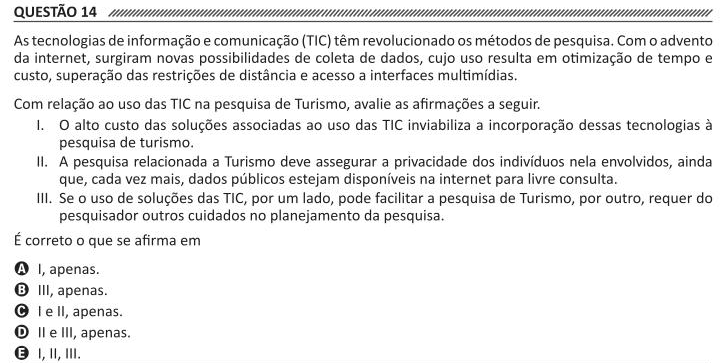 QUESTÃO 14
As tecnologias de informação e comunicação (TIC) têm revolucionado os métodos de pesquisa. Com o advento
da internet, surgiram novas possibilidades de coleta de dados, cujo uso resulta em otimização de tempo e
custo, superação das restrições de distância e acesso a interfaces multimídias.
Com relação ao uso das TIC na pesquisa de Turismo, avalie as afirmações a seguir.
I. O alto custo das soluções associadas ao uso das TIC inviabiliza a incorporação dessas tecnologias à
pesquisa de turismo.
II. A pesquisa relacionada a Turismo deve assegurar a privacidade dos indivíduos nela envolvidos, ainda
que, cada vez mais, dados públicos estejam disponíveis na internet para livre consulta.
III. Se o uso de soluções das TIC, por um lado, pode facilitar a pesquisa de Turismo, por outro, requer do
pesquisador outros cuidados no planejamento da pesquisa.
É correto o que se afirma em
A I, apenas.
B III, apenas.
C I e II, apenas.
D II e III, apenas.
E I, II, III.